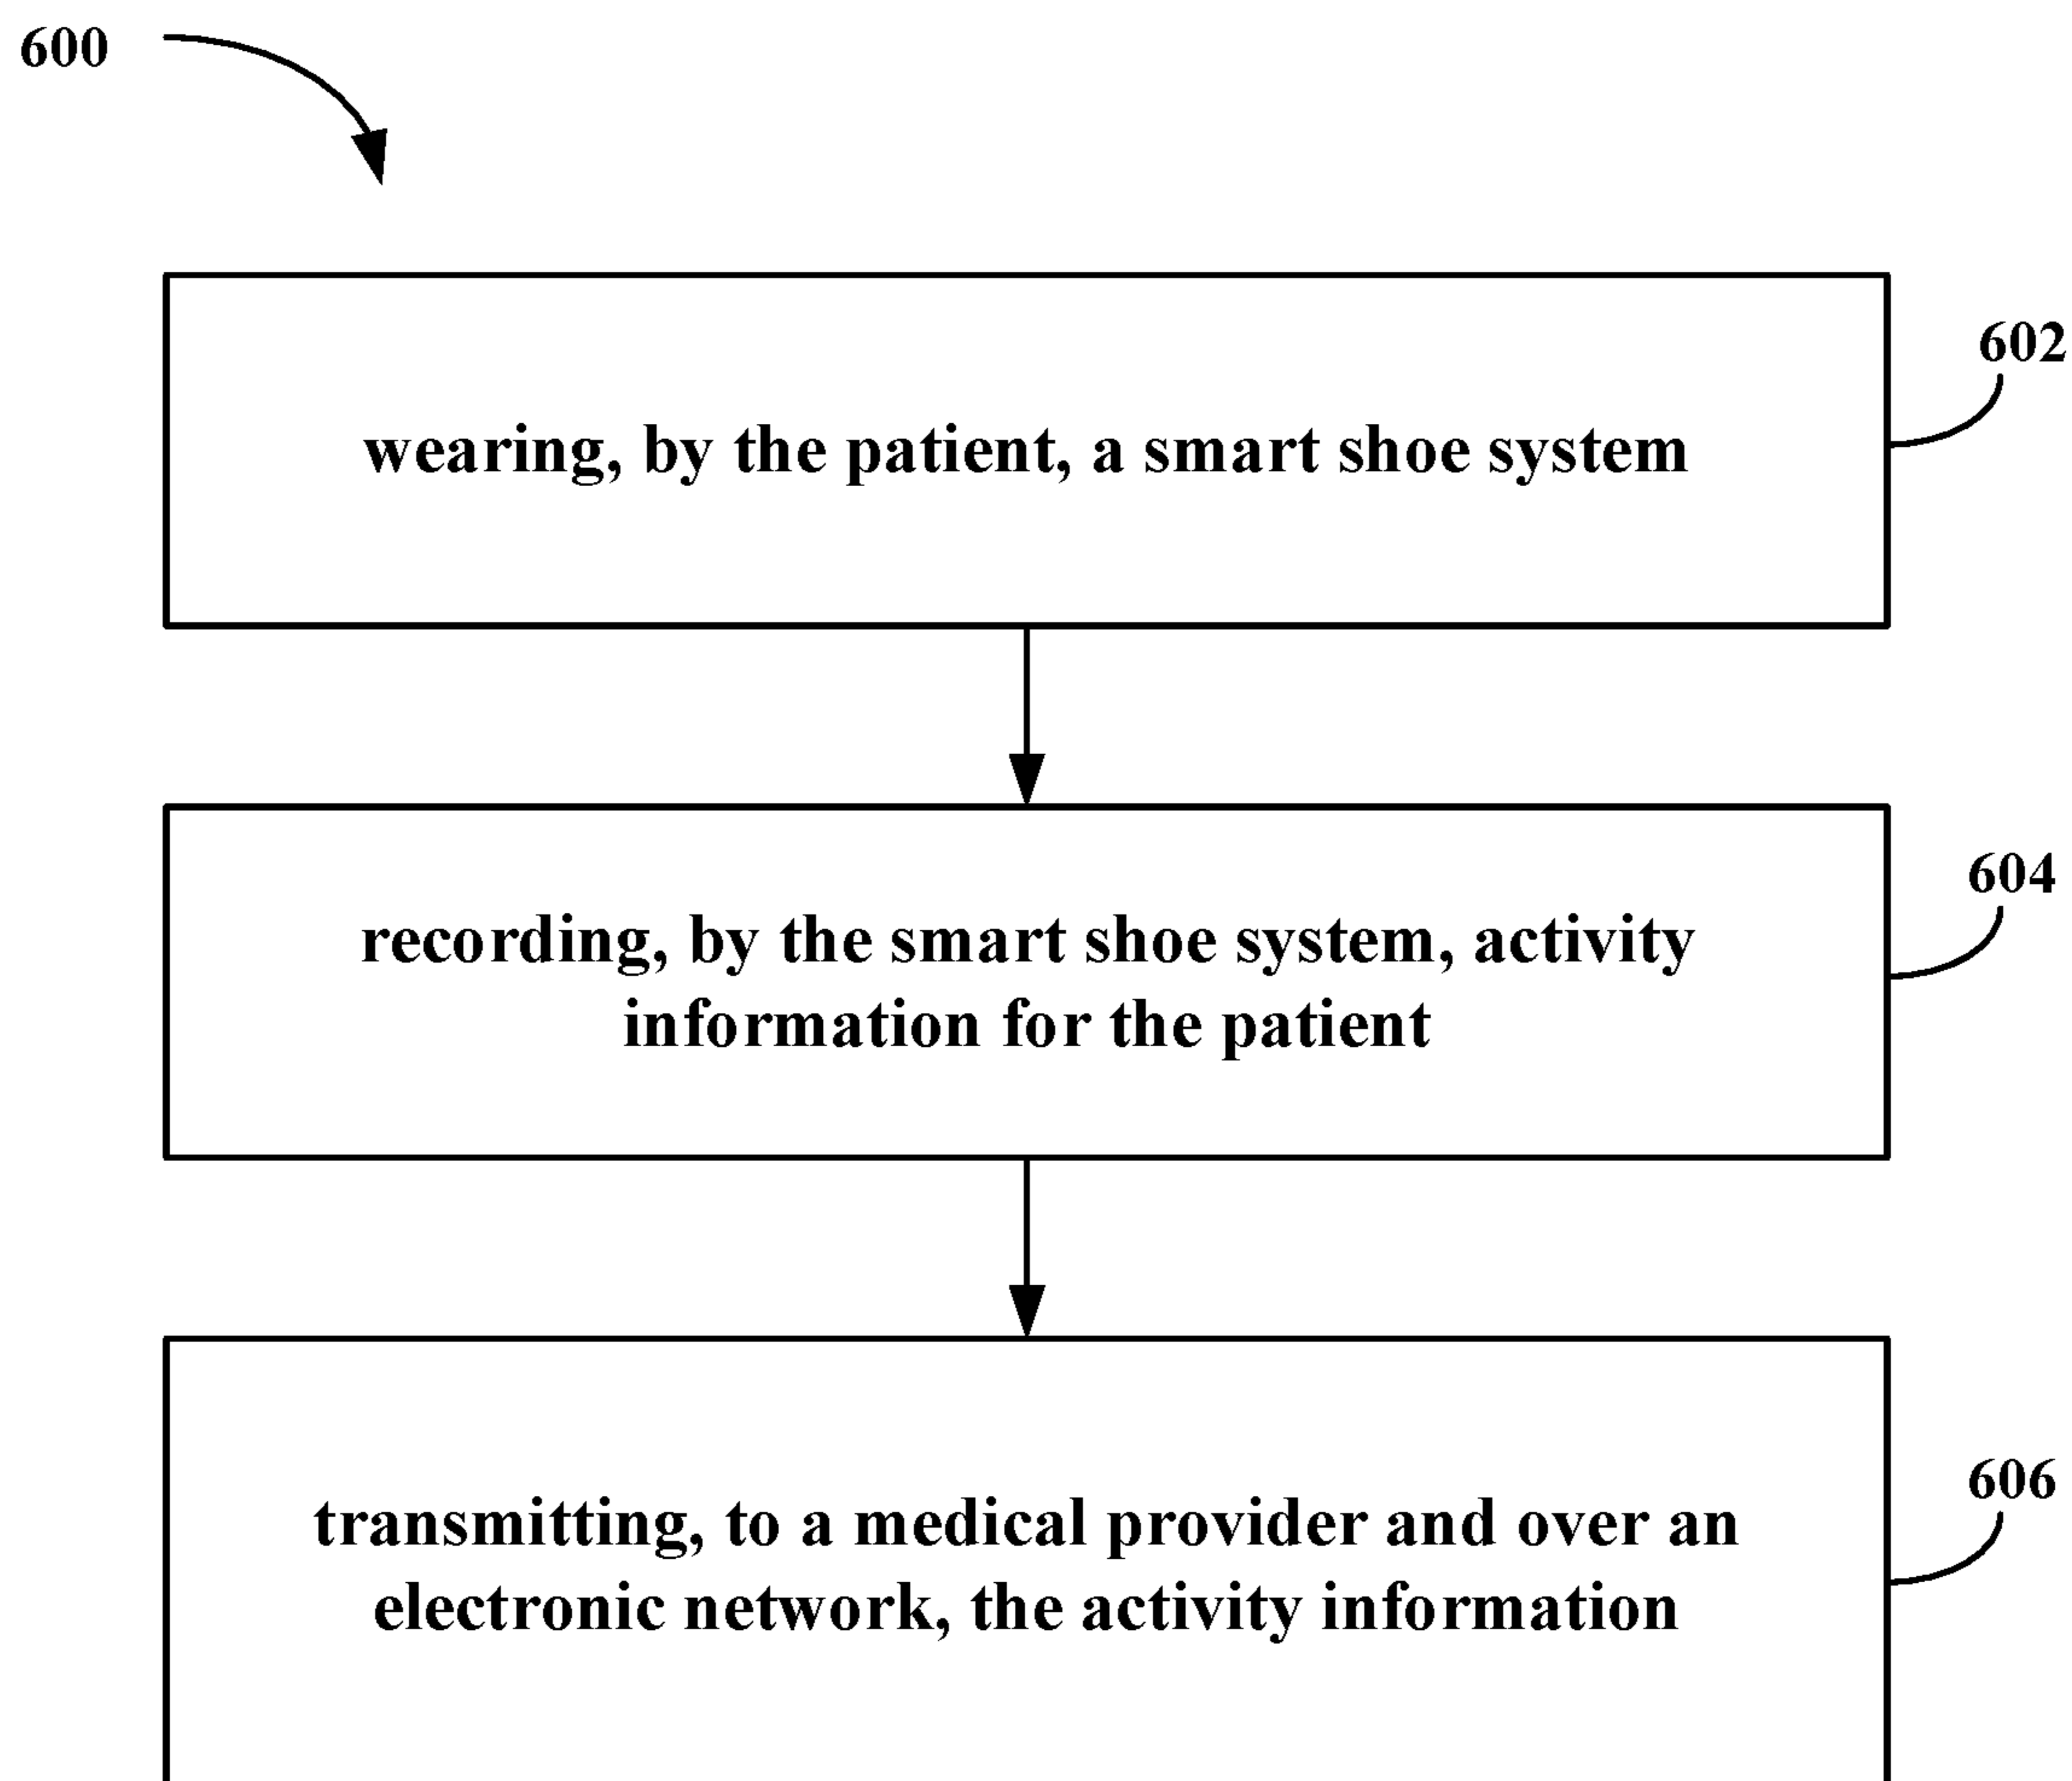 600
602
wearing, by the patient, a smart shoe system
604
recording, by the smart shoe system, activity
information for the patient
606
transmitting, to a medical provider and over an
electronic network, the activity information